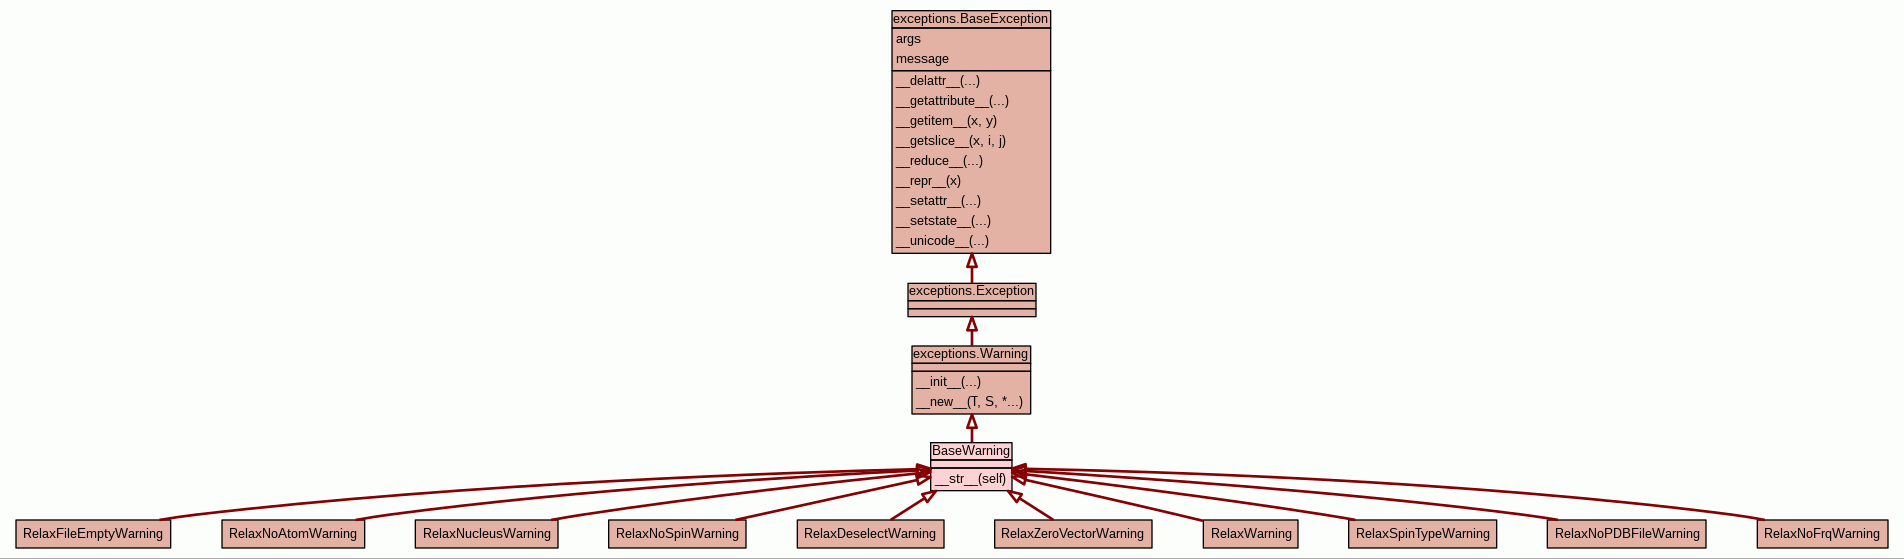 exceptions.BaseException
args
message
__delattr__(...)
__getattribute__(...)
__getitem__(x, y)
__getslice__(x, i, j)
__reduce__(...)
__repr__(x)
__setattr__(...)
__setstate__(...)
__unicode__(...)
exceptions.Exception
exceptions.Warning
__init__(...)
__new__(T, S, *...)
BaseWarning
__str__(self)
RelaxFileEmptyWarning
RelaxNoAtomWarning
RelaxNucleusWarning
RelaxNoSpinWarning
RelaxDeselectWarning
RelaxZeroVectorWarning
RelaxWarning
RelaxSpinTypeWarning
RelaxNoPDBFileWarning
RelaxNoFrqWarning